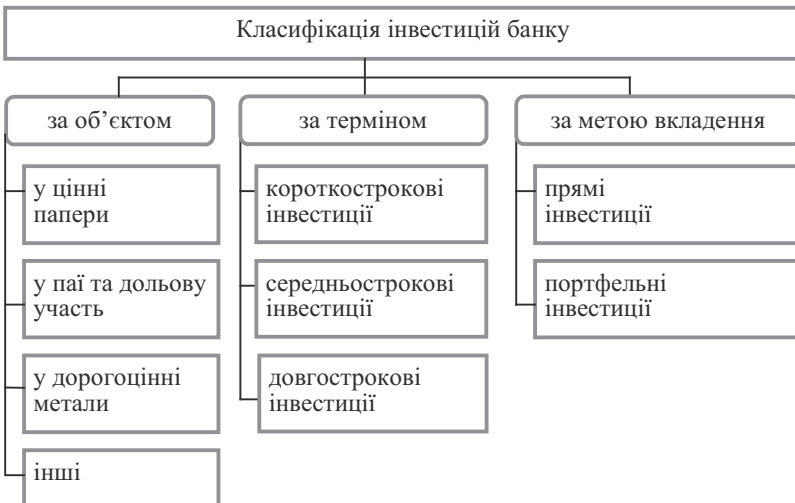 Класифікація інвестицій банку
за об’єктом
у цінні
папери
у паї та дольову
участь
у дорогоцінні
метали
інші
за терміном
короткострокові
інвестиції
середньострокові
інвестиції
довгострокові
інвестиції
за метою вкладення
прямі
інвестиції
портфельні
інвестиції